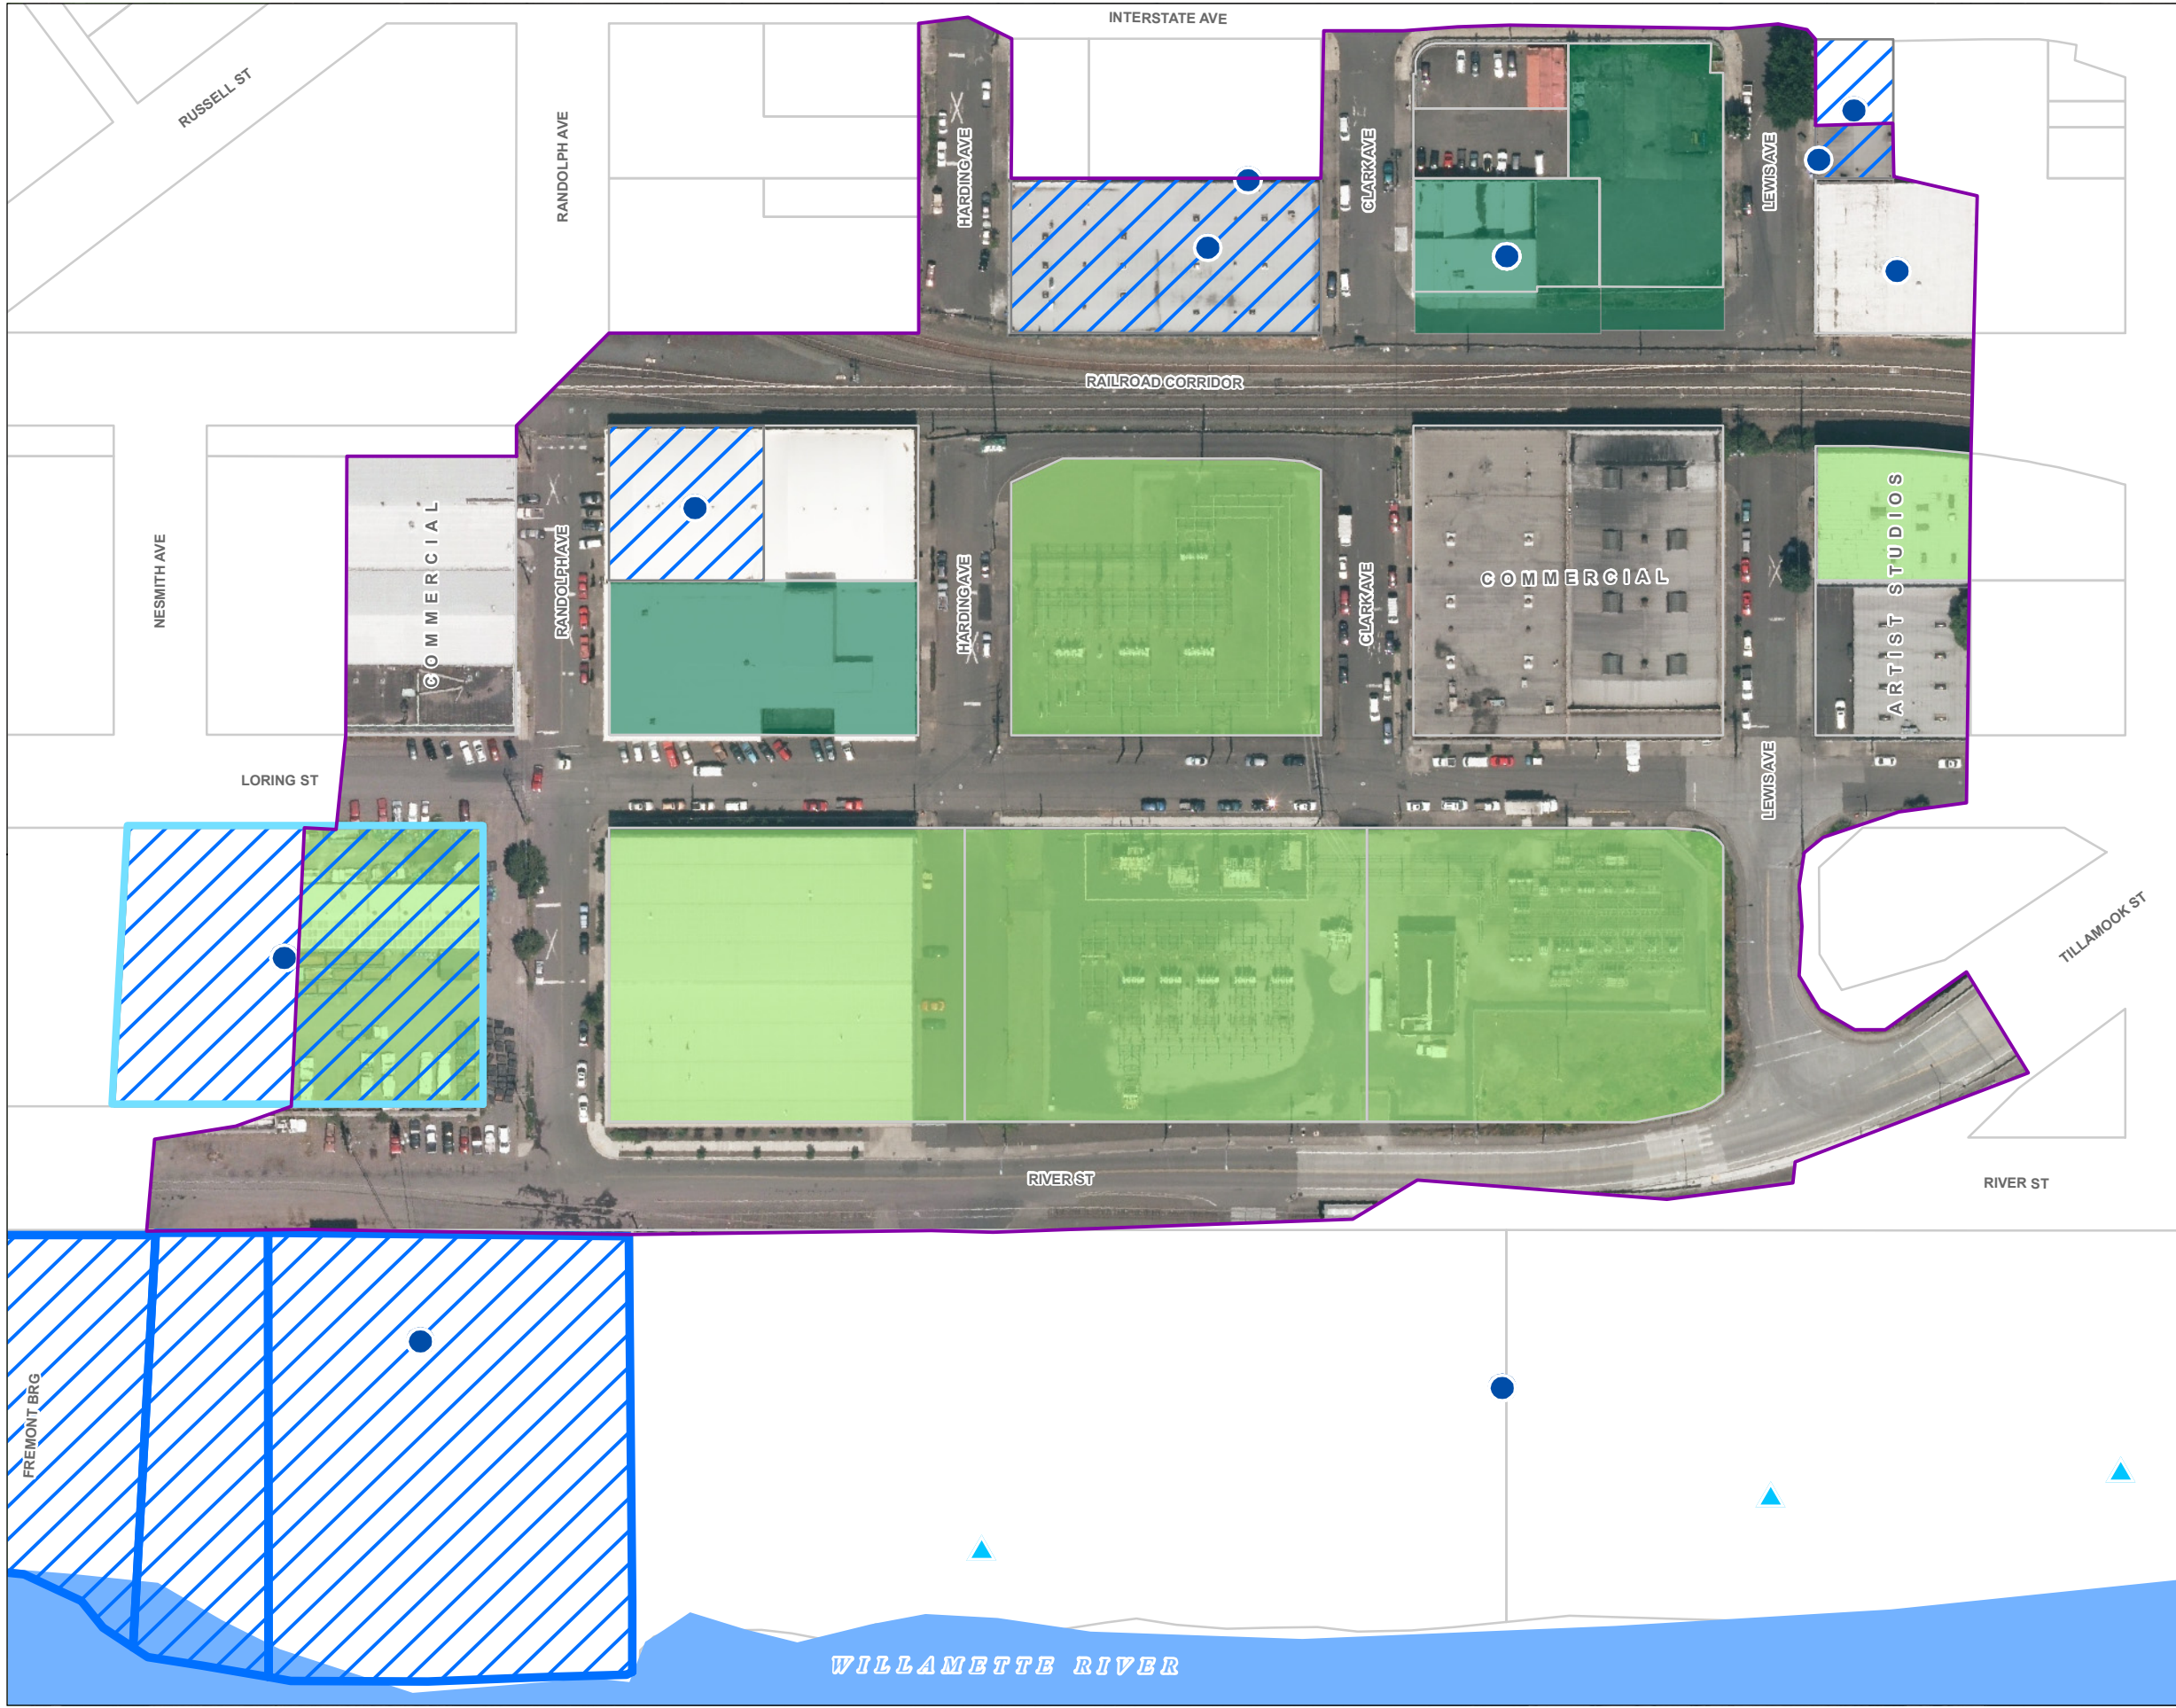 INTERSTATE AVE
RUSSELL ST
RANDOLPH AVE
HARDING AVE
CLARK AVE
LEWIS AVE
RAILROAD CORRIDOR
NESMITH AVE
COMMERCIAL
RANDOLPH AVE
HARDING AVE
CLARK AVE
COMMERCIAL
ARTIST STUDIOS
LORING ST
LEWIS AVE
TILLAMOOK ST
RIVER ST
RIVER ST
FREMONT BRG
WILLAMETTE RIVER